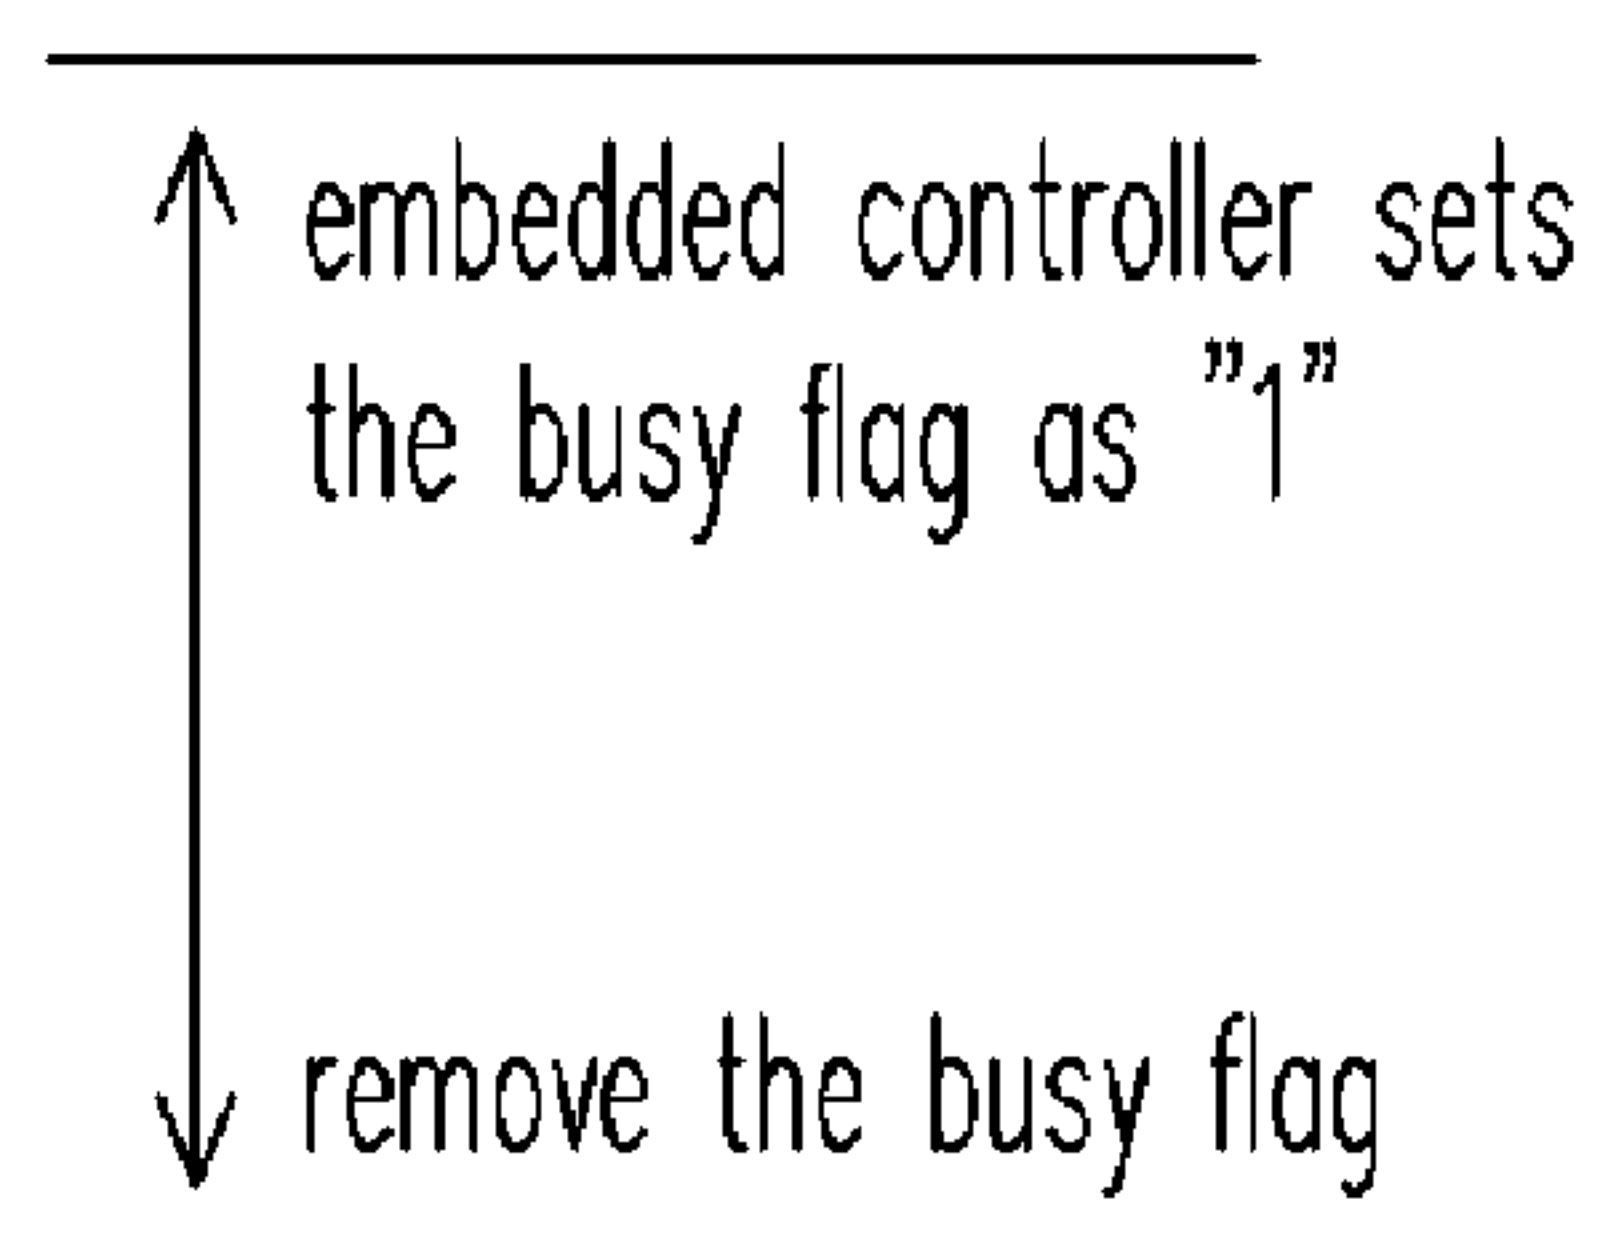 embedded controller sets
the busy flag as ”1”
remove the busy flag